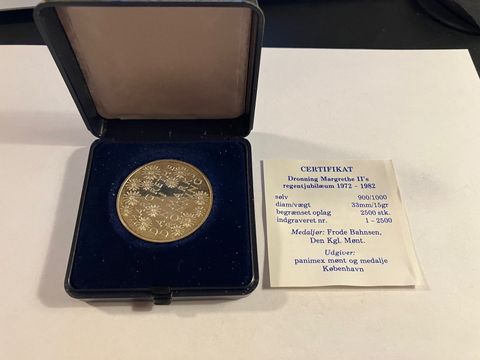 CERTIFIKAT
Dronning Margrethe II's
regentjubilæum 1972 - 1982
sølv 900/1000
diam/vægt 33mm/15gr
begrænset oplag 2500 stk.
indgraveret nr. 1 - 2500
Medaljør: Frode Bahnsen,
Den Kgl. Mønt.
Udgiver:
panimex mønt og medalje
København